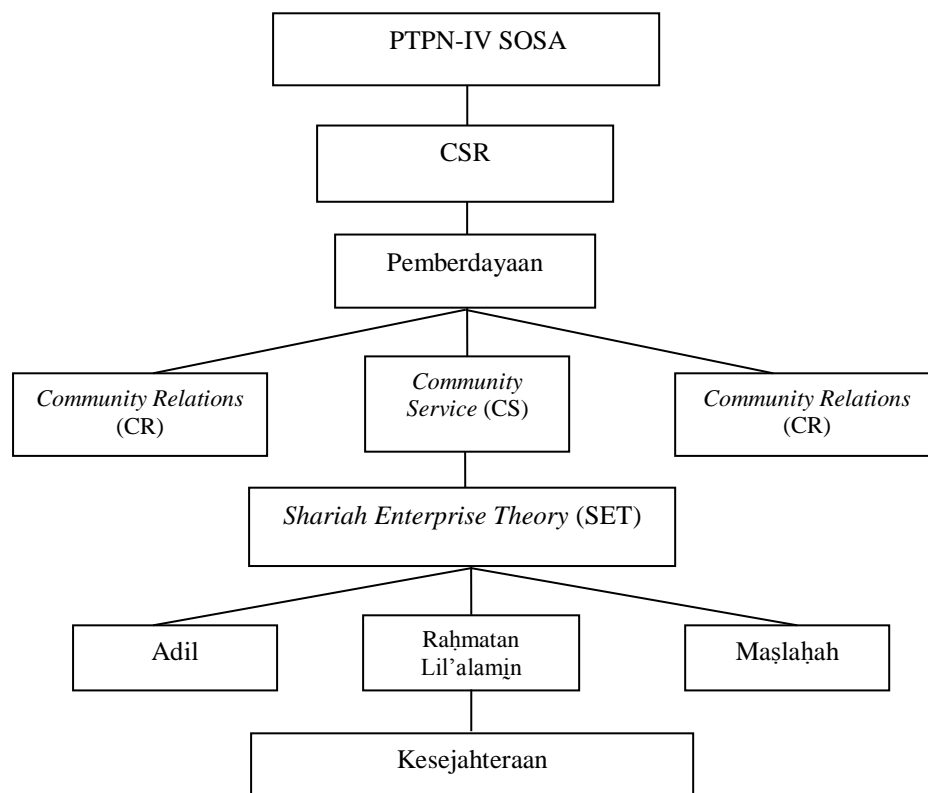 PTPN-IV SOSA
CSR
Pemberdayaan
Community Relations
(CR)
Community
Service (CS)
Community Relations
(CR)
Shariah Enterprise Theory (SET)
Adil
Raḥmatan
Lil’alamḭn
Maṣlaḥah
Kesejahteraan